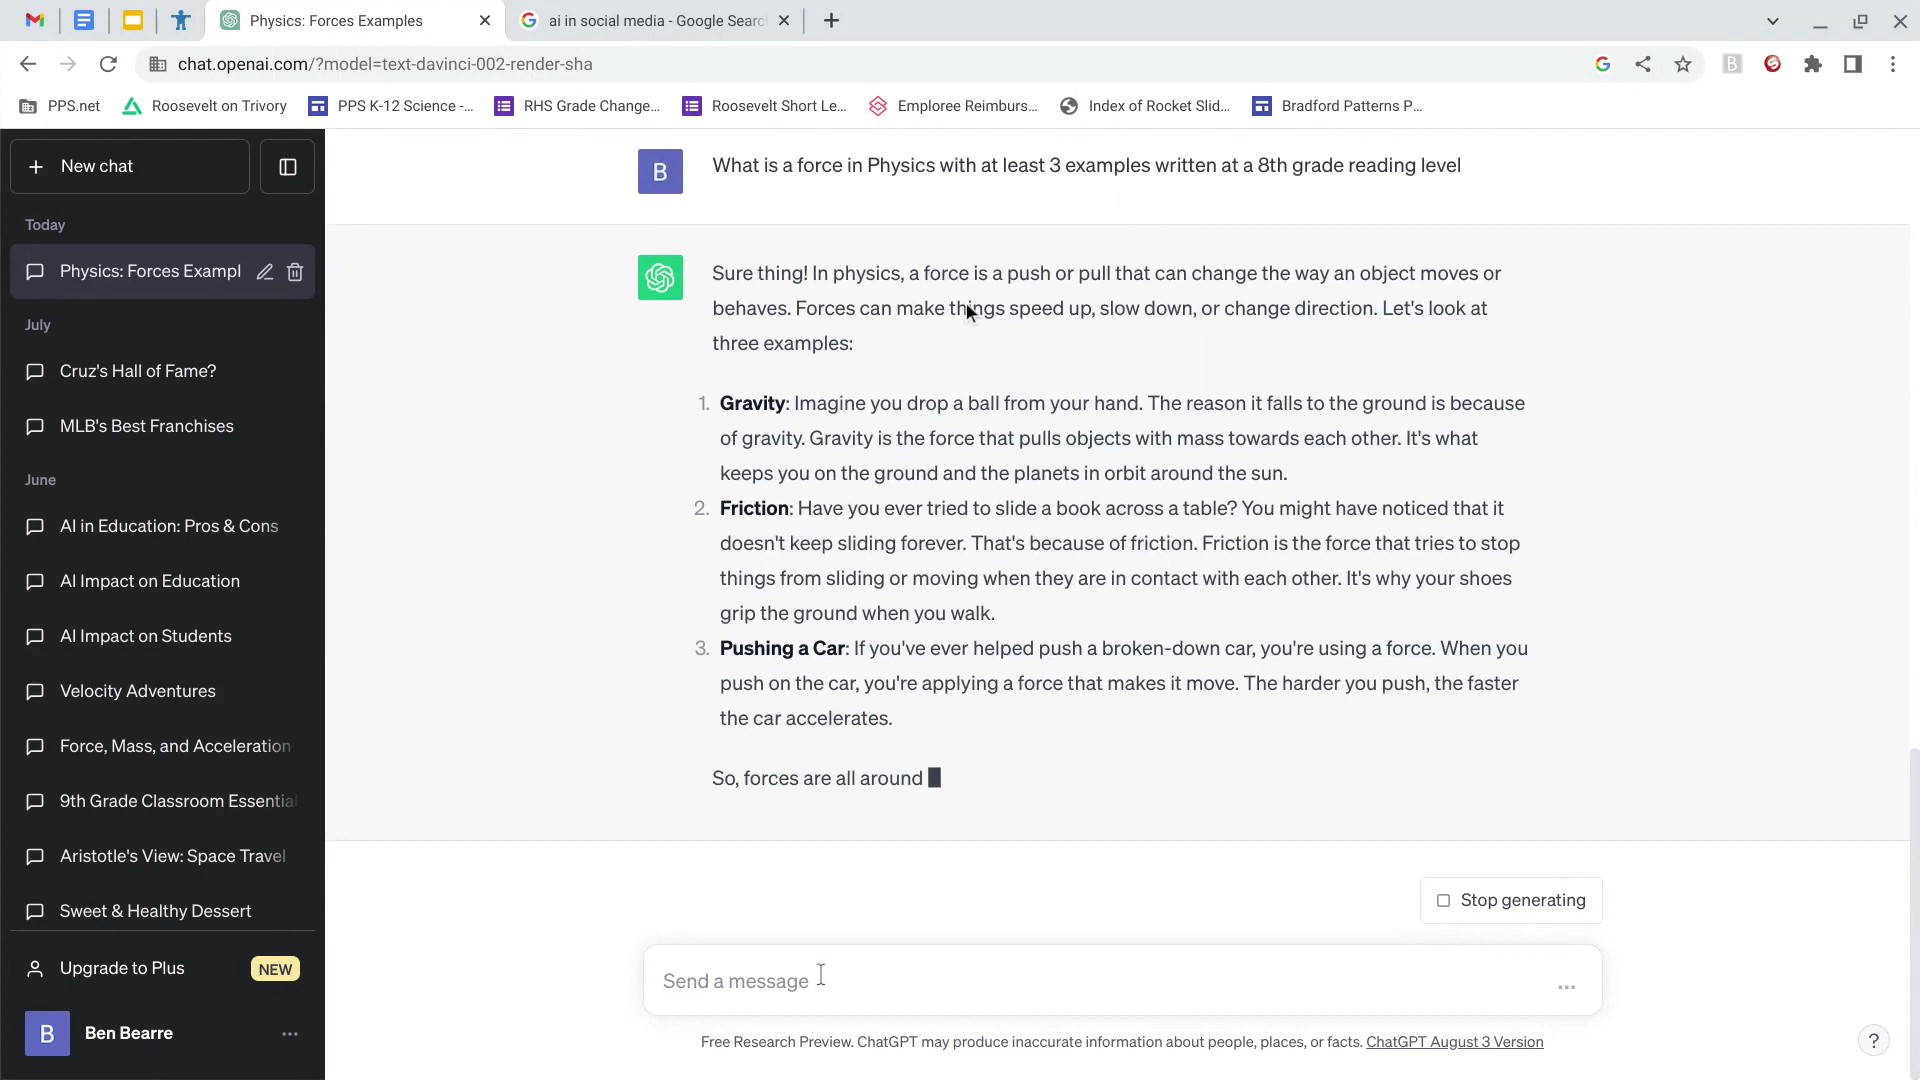 Physics: Forces Examples
ai in social media - Google Searc
chat.openai.com/?model=text-davinci-002-render-sha
PPS.net
Roosevelt on Trivory
PPS K-12 Science -...
RHS Grade Change...
Roosevelt Short Le...
Emploree Reimburs...
Index of Rocket Slid...
Bradford Patterns P...
New chat
Today
Physics: Forces Exampl
July
Cruz's Hall of Fame?
MLB's Best Franchises
June
AI in Education: Pros & Cons
AI Impact on Education
AI Impact on Students
Velocity Adventures
Force, Mass, and Acceleration
9th Grade Classroom Essential
Aristotle's View: Space Travel
Sweet & Healthy Dessert
Upgrade to Plus
NEW
B
Ben Bearre
B
What is a force in Physics with at least 3 examples written at a 8th grade reading level
Sure thing! In physics, a force is a push or pull that can change the way an object moves or
behaves. Forces can make things speed up, slow down, or change direction. Let's look at
three examples:
1. Gravity: Imagine you drop a ball from your hand. The reason it falls to the ground is because
of gravity. Gravity is the force that pulls objects with mass towards each other. It's what
keeps you on the ground and the planets in orbit around the sun.
2. Friction: Have you ever tried to slide a book across a table? You might have noticed that it
doesn't keep sliding forever. That's because of friction. Friction is the force that tries to stop
things from sliding or moving when they are in contact with each other. It's why your shoes
grip the ground when you walk.
3. Pushing a Car: If you've ever helped push a broken-down car, you're using a force. When you
push on the car, you're applying a force that makes it move. The harder you push, the faster
the car accelerates.
So, forces are all around
Stop generating
Send a message
Free Research Preview. ChatGPT may produce inaccurate information about people, places, or facts. ChatGPT August 3 Version
?